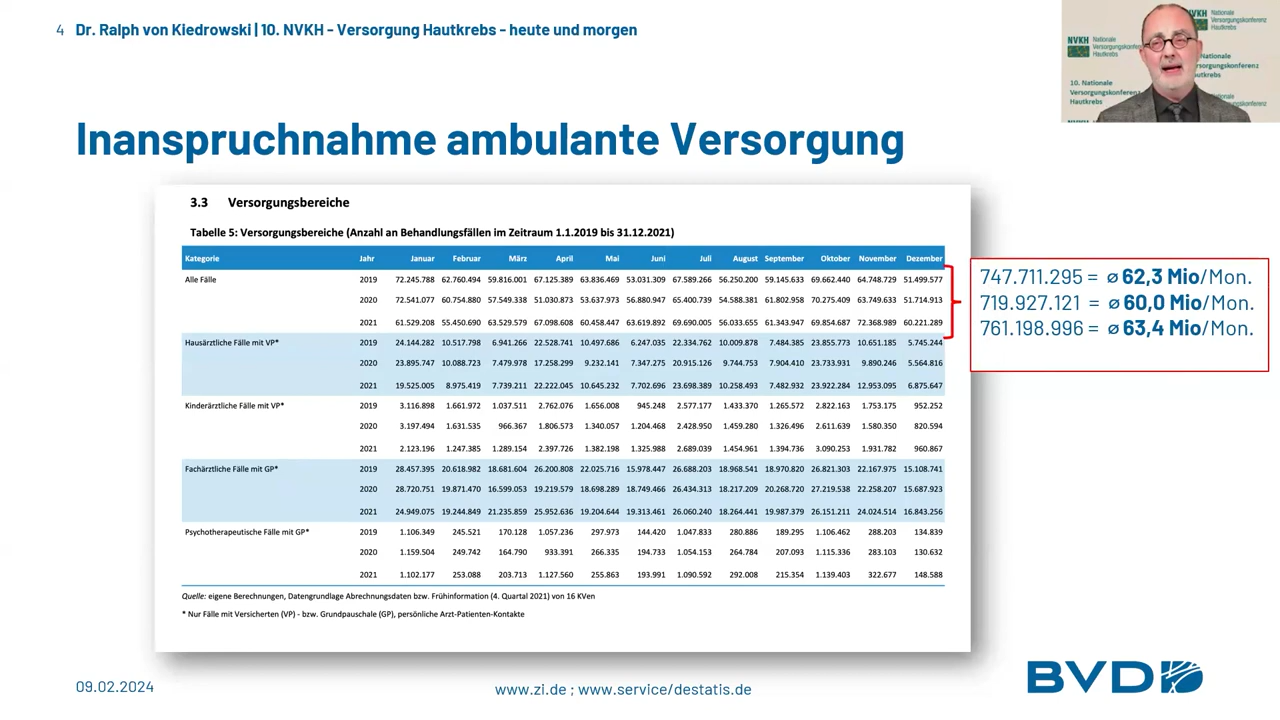 4 Dr. Ralph von Kiedrowski | 10. NVKH - Versorgung Hautkrebs - heute und morgen
NVKH Nationale Versorgungskonferenz Hautkrebs
10. Nationale
Versorgungskonferenz
Hautkrebs
Inanspruchnahme ambulante Versorgung
3.3 Versorgungsbereiche
Tabelle 5: Versorgungsbereiche (Anzahl an Behandlungsfällen im Zeitraum 1.1.2019 bis 31.12.2021)
Kategorie Jahr Januar Februar März April Mai Juni Juli August September Oktober November Dezember
Alle Fälle 2019 72.245.788 62.760.494 59.816.001 67.125.389 63.836.469 53.031.309 67.589.266 56.250.200 59.145.633 69.662.440 64.748.729 51.499.577
2020 72.541.077 60.754.880 57.549.338 51.030.873 53.637.973 56.880.947 65.400.739 54.588.381 61.802.958 70.275.409 63.749.633 51.714.913
2021 61.529.208 55.450.690 63.529.579 67.098.608 60.458.447 63.619.892 69.690.005 56.033.655 61.343.947 69.854.687 72.368.989 60.221.289
Hausärztliche Fälle mit VP* 2019 24.144.282 10.517.798 6.941.266 22.528.741 10.497.686 6.247.035 22.334.762 10.009.878 7.484.385 23.855.773 10.651.185 5.745.244
2020 23.895.747 10.088.723 7.479.978 17.258.299 9.232.141 7.347.275 20.915.126 9.744.753 7.904.410 23.733.931 9.890.246 5.564.816
2021 19.525.005 8.975.419 7.739.211 22.222.045 10.645.232 7.702.696 23.698.389 10.258.493 7.482.932 23.922.284 12.953.095 6.875.647
Kinderärztliche Fälle mit VP* 2019 3.116.898 1.661.972 1.037.511 2.762.076 1.656.008 945.248 2.577.177 1.433.370 1.265.572 2.822.163 1.753.175 952.252
2020 3.197.494 1.631.535 966.367 1.806.573 1.340.057 1.204.468 2.428.950 1.459.280 1.326.496 2.611.639 1.580.350 820.594
2021 2.123.196 1.247.385 1.289.154 2.397.726 1.382.198 1.325.988 2.689.039 1.454.961 1.394.736 3.090.253 1.931.782 960.867
Fachärztliche Fälle mit GP* 2019 28.457.395 20.618.982 18.681.604 26.200.808 22.025.716 15.978.447 26.688.203 18.968.541 18.970.820 26.821.303 22.167.975 15.108.741
2020 28.720.751 19.871.470 16.599.053 19.219.579 18.698.289 18.749.466 26.434.313 18.217.209 20.268.720 27.219.538 22.258.207 15.687.923
2021 24.949.075 19.244.849 21.235.859 25.952.636 19.204.644 19.313.461 26.060.240 18.264.441 19.987.379 26.151.211 24.024.514 16.843.256
Psychotherapeutische Fälle mit GP* 2019 1.106.349 245.521 170.128 1.057.236 297.973 144.420 1.047.833 280.886 189.295 1.106.462 288.203 134.839
2020 1.159.504 249.742 164.790 933.391 266.335 194.733 1.054.153 264.784 207.093 1.115.336 283.103 130.632
2021 1.102.177 253.088 203.713 1.127.560 255.863 193.991 1.090.592 292.008 215.354 1.139.403 322.677 148.588
Quelle: eigene Berechnungen, Datengrundlage Abrechnungsdaten bzw. Frühinformation (4. Quartal 2021) von 16 KVen
* Nur Fälle mit Versicherten (VP) - bzw. Grundpauschale (GP), persönliche Arzt-Patienten-Kontakte
747.711.295 = ø 62,3 Mio/Mon.
719.927.121 = ø 60,0 Mio/Mon.
761.198.996 = ø 63,4 Mio/Mon.
09.02.2024
www.zi.de ; www.service/destatis.de
BVDD